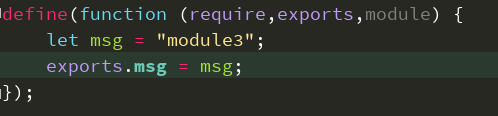 define(function (require,exports,module) {
    let msg = "module3";
    exports.msg = msg;
});